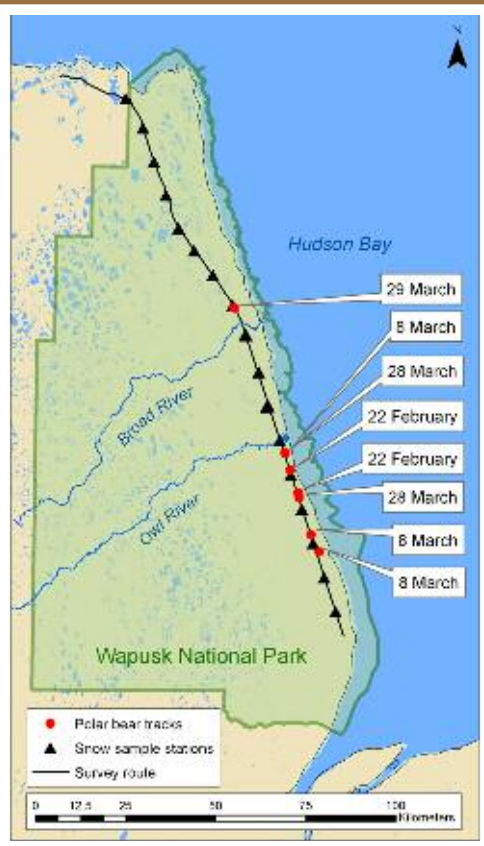 N
Hudson Bay
29 March
8 March
28 March
22 February
22 February
28 March
8 March
8 March
Broad River
Owl River
Wapusk National Park
Polar bear tracks
Snow sample stations
Survey route
0 12.5 25 50 75 100
Kilometers